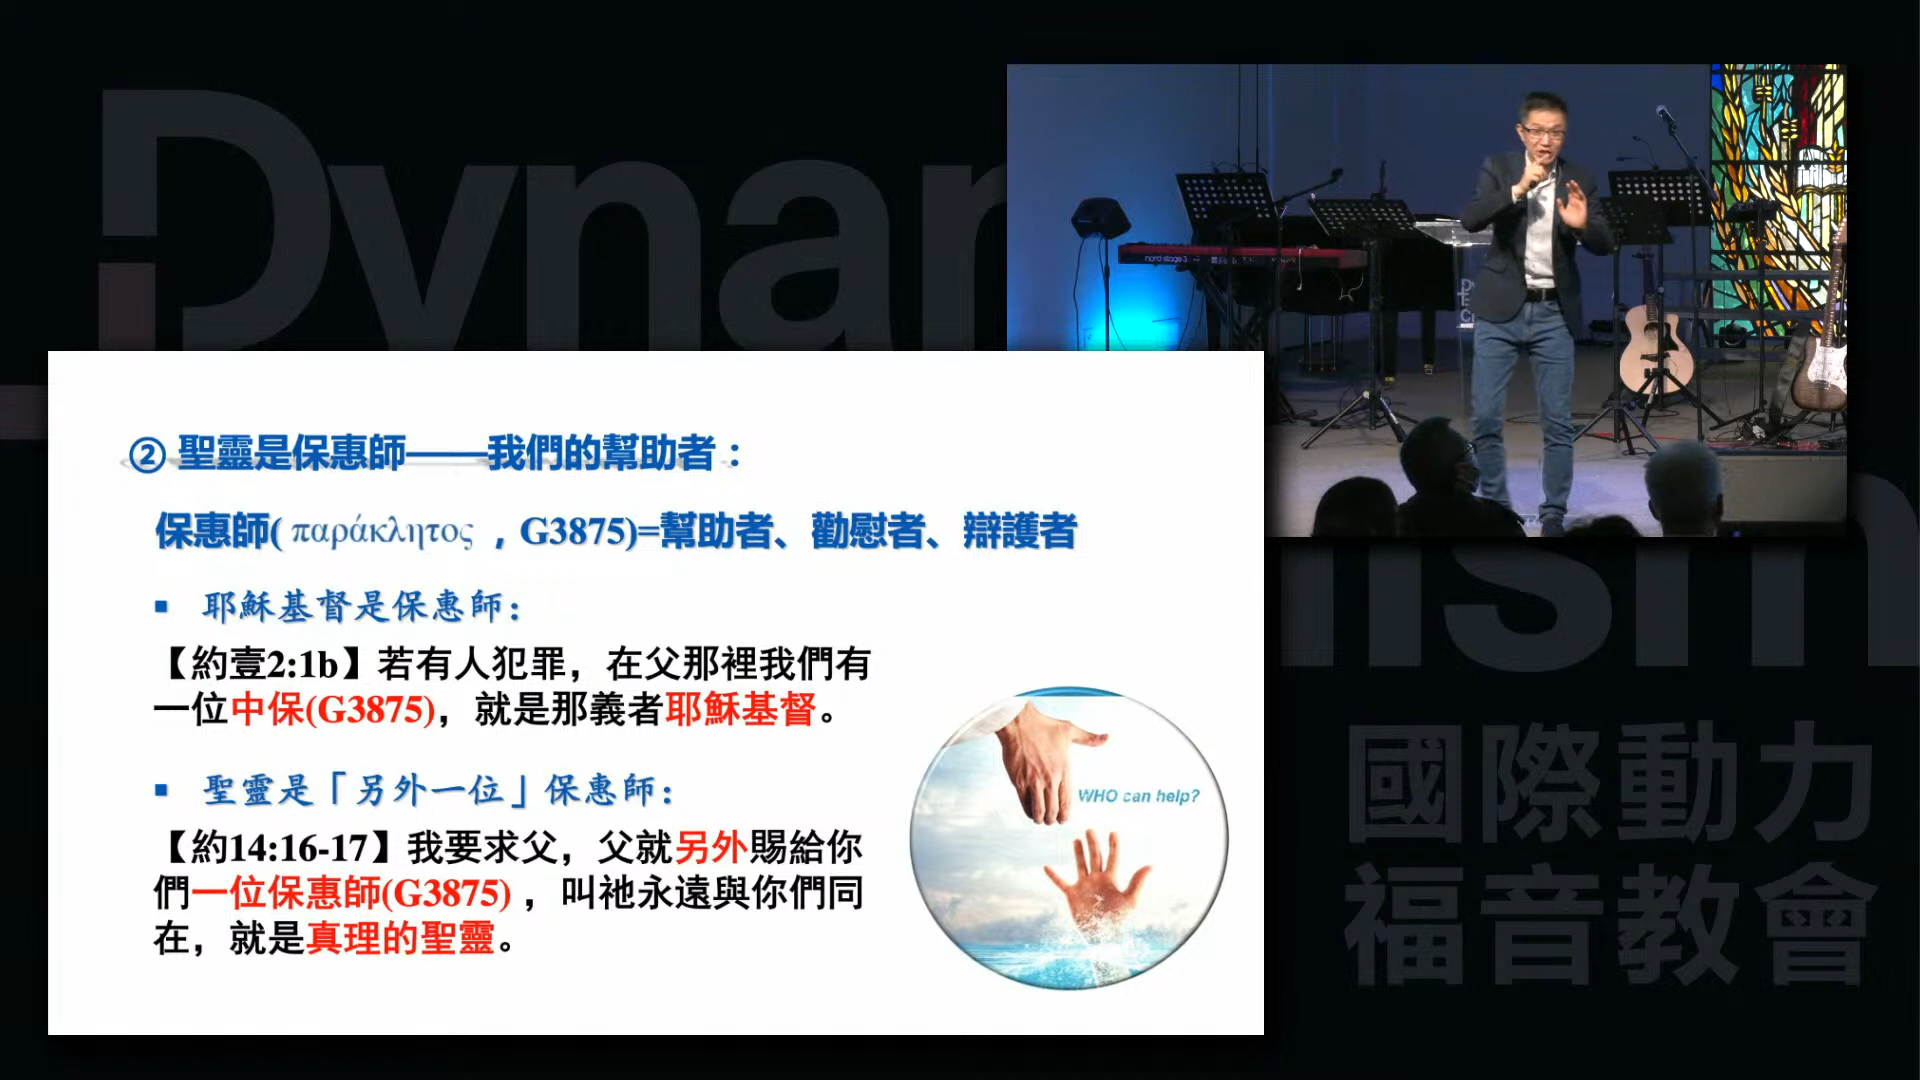 Dynamism
國際動力
福音教會
nord stage 3
② 聖靈是保惠師——我們的幫助者：
保惠師( παράκλητος , G3875)=幫助者、勸慰者、辯護者
▪ 耶穌基督是保惠師：
【約壹2:1b】若有人犯罪，在父那裡我們有
一位中保(G3875)，就是那義者耶穌基督。
▪ 聖靈是「另外一位」保惠師：
【約14:16-17】我要求父，父就另外賜給你
們一位保惠師(G3875) ，叫祂永遠與你們同
在，就是真理的聖靈。
WHO can help?